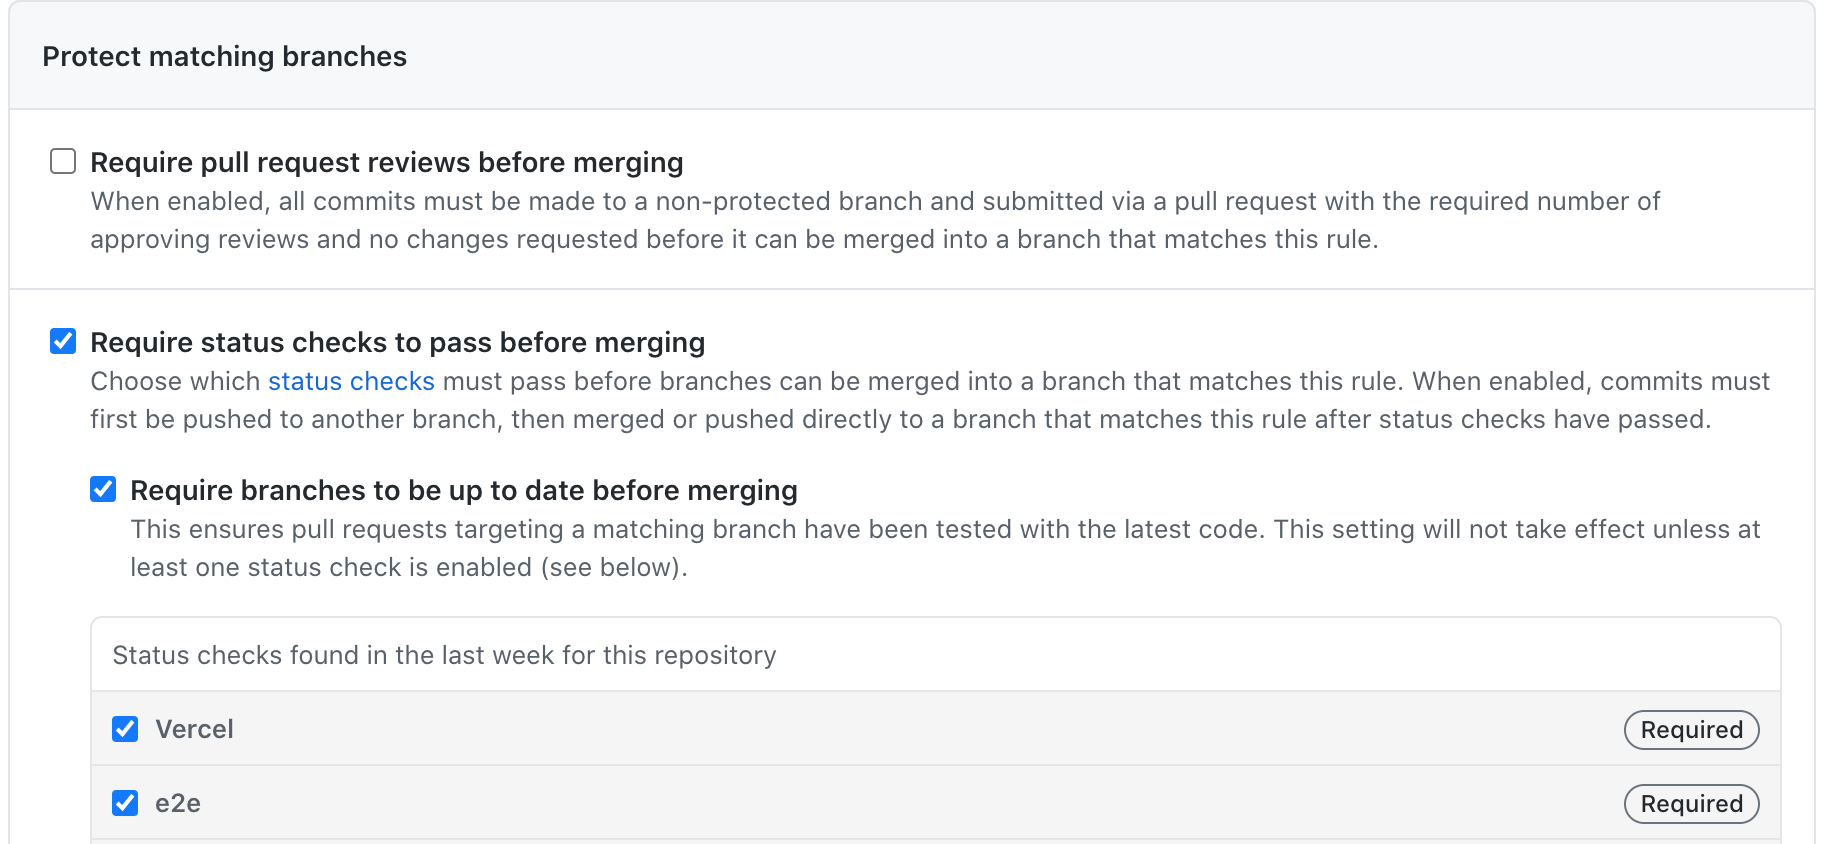 Protect matching branches
Require pull request reviews before merging
When enabled, all commits must be made to a non-protected branch and submitted via a pull request with the required number of
approving reviews and no changes requested before it can be merged into a branch that matches this rule.
Require status checks to pass before merging
Choose which status checks must pass before branches can be merged into a branch that matches this rule. When enabled, commits must
first be pushed to another branch, then merged or pushed directly to a branch that matches this rule after status checks have passed.
Require branches to be up to date before merging
This ensures pull requests targeting a matching branch have been tested with the latest code. This setting will not take effect unless at
least one status check is enabled (see below).
Status checks found in the last week for this repository
Vercel Required
e2e Required